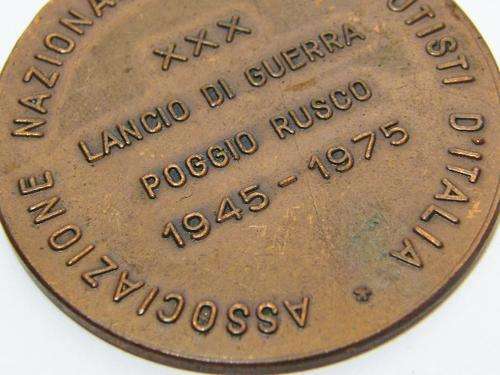 ASSOCIAZIONE NAZIONA UTISTI D'ITALIA *
XXX
LANCIO DI GUERRA
POGGIO RUSCO
1945-1975